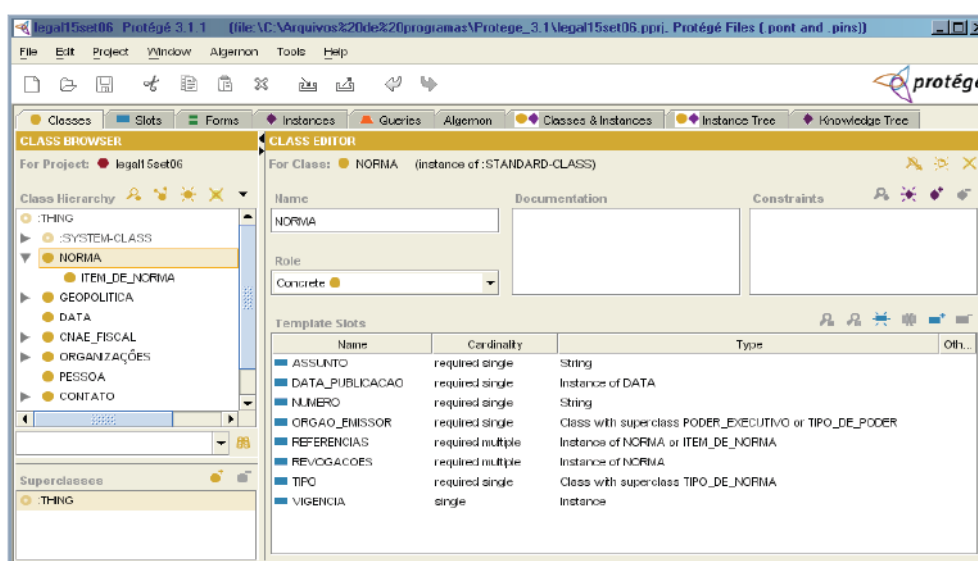 legal15set06 Protégé 3.1.1 (file:\C:\Arquivos%20de%20programas\Protege_3.1\legal15set06.pprj, Protégé Files (.pont and .pins))
File Edit Project Window Algernon Tools Help
protégé
Classes Slots Forms Instances Queries Algernon Classes & Instances Instance Tree Knowledge Tree
CLASS BROWSER
For Project: legal15set06
Class Hierarchy
:THING
:SYSTEM-CLASS
NORMA
ITEM_DE_NORMA
GEOPOLITICA
DATA
CNAE_FISCAL
ORGANIZAÇÕES
PESSOA
CONTATO
Superclasses
:THING
CLASS EDITOR
For Class: NORMA (instance of :STANDARD-CLASS)
Name Documentation Constraints
NORMA
Role
Concrete
Template Slots
Name Cardinality Type Oth...
ASSUNTO required single String
DATA_PUBLICACAO required single Instance of DATA
NUMERO required single String
ORGAO_EMISSOR required single Class with superclass PODER_EXECUTIVO or TIPO_DE_PODER
REFERENCIAS required multiple Instance of NORMA or ITEM_DE_NORMA
REVOGACOES required multiple Instance of NORMA
TIPO required single Class with superclass TIPO_DE_NORMA
VIGENCIA single Instance